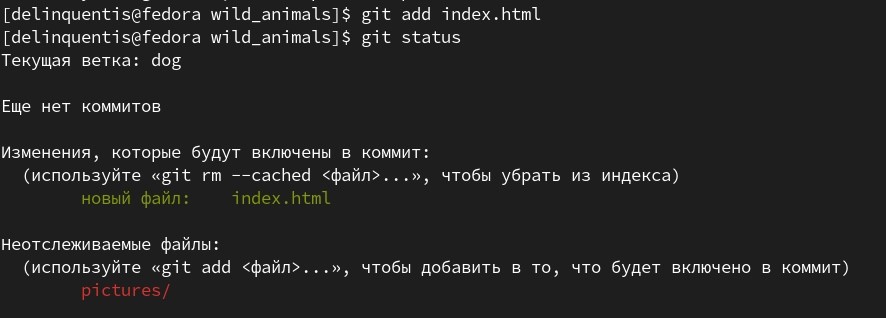 [delinquentis@fedora wild_animals]$ git add index.html
[delinquentis@fedora wild_animals]$ git status
Текущая ветка: dog
Еще нет коммитов
Изменения, которые будут включены в коммит:
(используйте «git rm --cached <файл>...», чтобы убрать из индекса)
новый файл:    index.html
Неотслеживаемые файлы:
(используйте «git add <файл>...», чтобы добавить в то, что будет включено в коммит)
pictures/